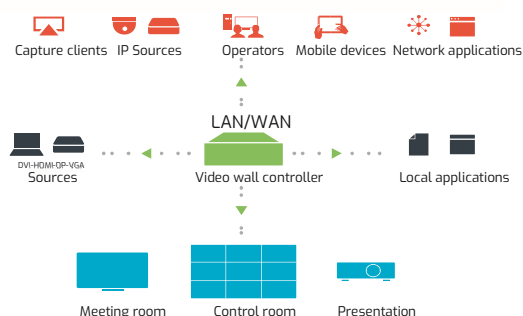 Capture clients IP Sources Operators Mobile devices Network applications
LAN/WAN
DVI-HDMI-DP-VGA
Sources Video wall controller Local applications
Meeting room Control room Presentation